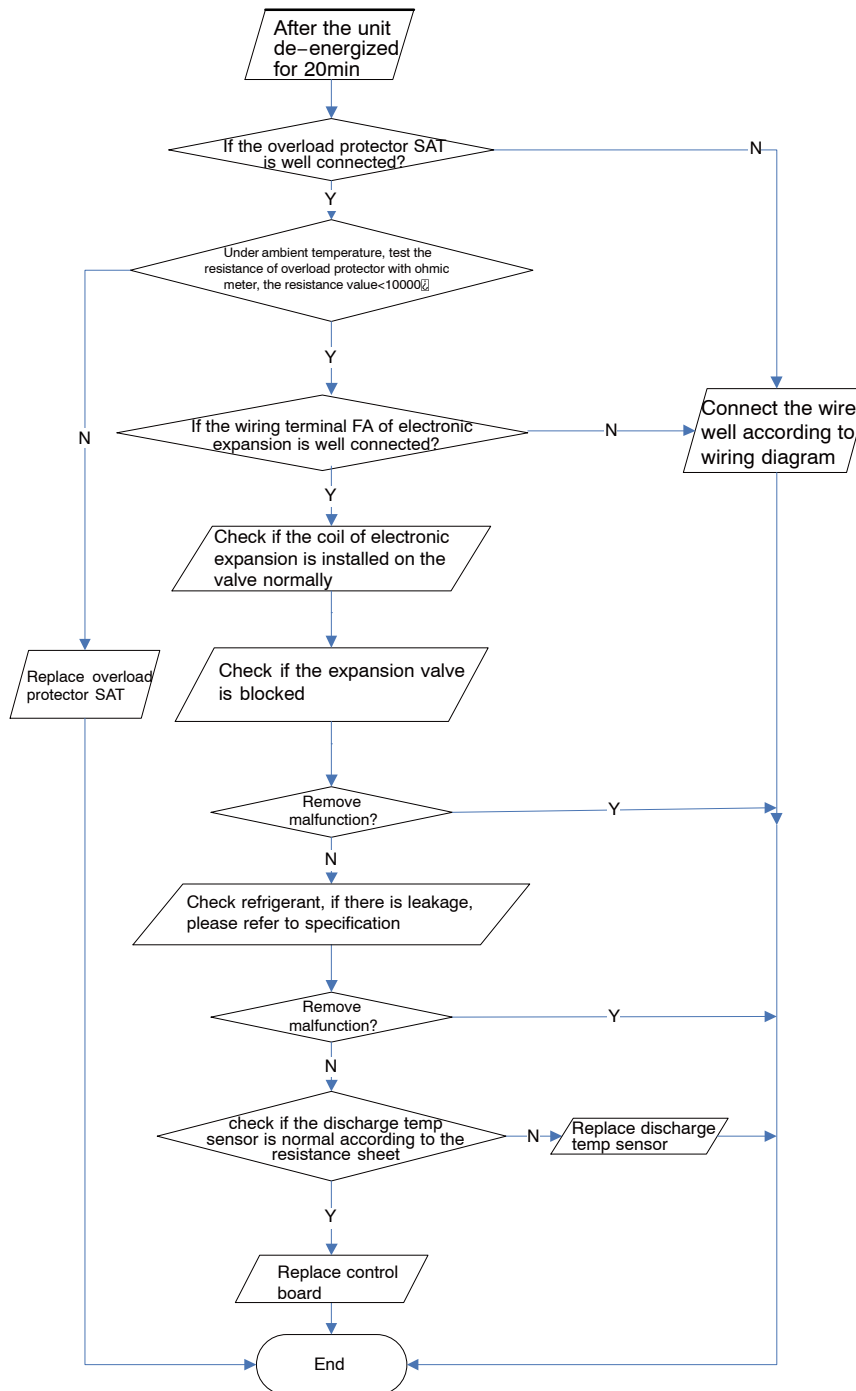 After the unit
de-energized
for 20min
If the overload protector SAT
is well connected?
N
Y
Under ambient temperature, test the
resistance of overload protector with ohmic
meter, the resistance value<10000
Y
If the wiring terminal FA of electronic
expansion is well connected?
N
Connect the wire
well according to
wiring diagram
N
Y
Check if the coil of electronic
expansion is installed on the
valve normally
Replace overload
protector SAT
Check if the expansion valve
is blocked
Remove
malfunction?
Y
N
Check refrigerant, if there is leakage,
please refer to specification
Remove
malfunction?
Y
N
check if the discharge temp
sensor is normal according to the
resistance sheet
N
Replace discharge
temp sensor
Y
Replace control
board
End